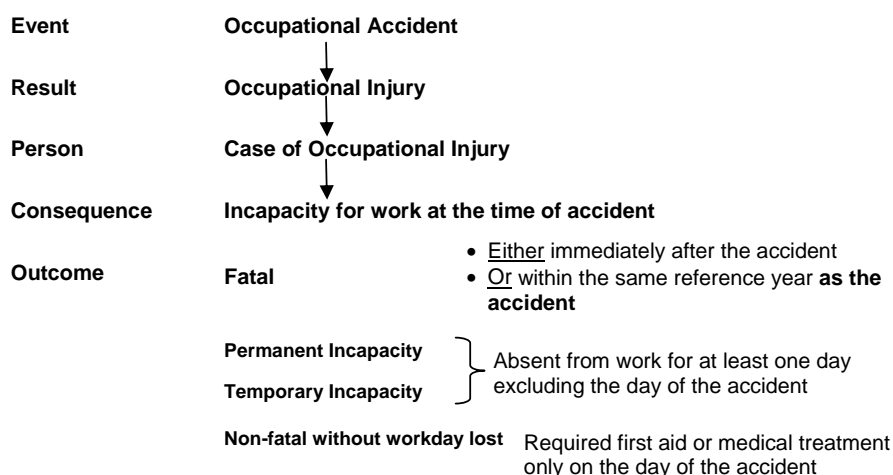 Event Occupational Accident
Result Occupational Injury
Person Case of Occupational Injury
Consequence Incapacity for work at the time of accident
Outcome Fatal
• Either immediately after the accident
• Or within the same reference year as the
accident
Permanent Incapacity
Temporary Incapacity
Absent from work for at least one day
excluding the day of the accident
Non-fatal without workday lost
Required first aid or medical treatment
only on the day of the accident